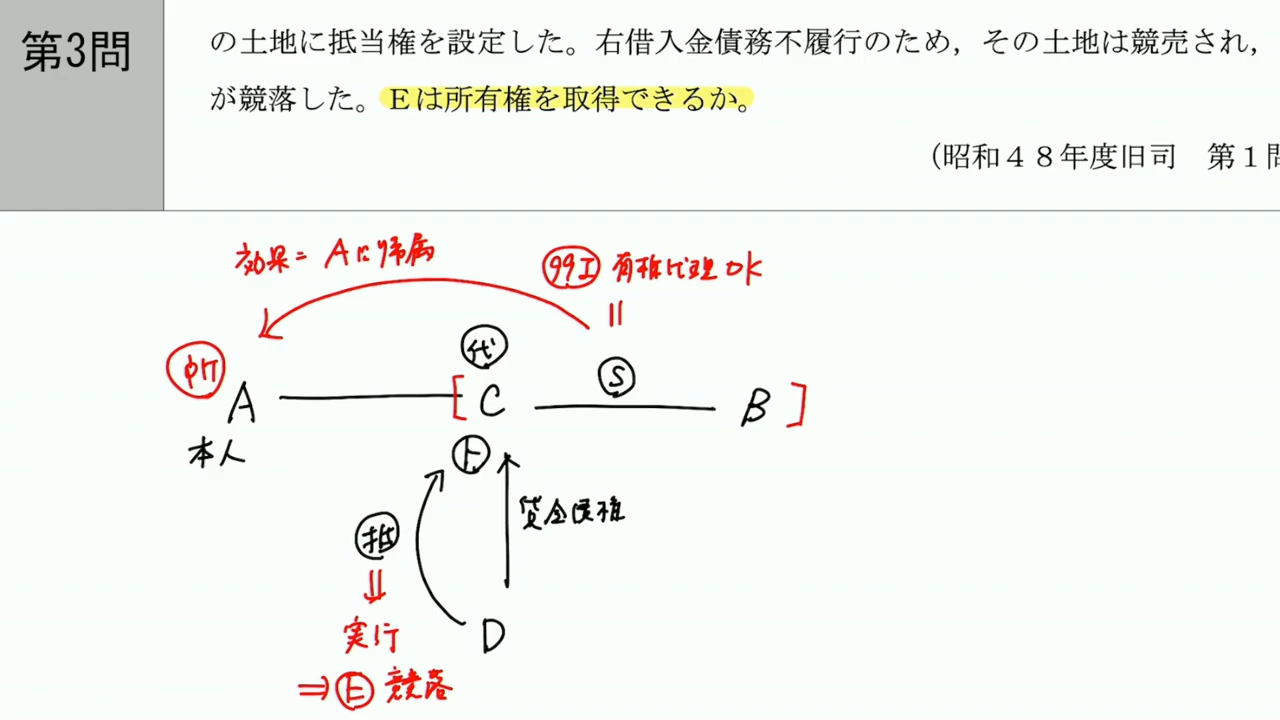 第3問
の土地に抵当権を設定した。右借入金債務不履行のため，その土地は競売され，
が競落した。Ｅは所有権を取得できるか。
（昭和４８年度旧司　第１問
効果= Aに帰属
99I 有権代理 OK
代
S
A
[C
B]
本人
土
抵
貸金債権
実行
D
⇒ E 競落